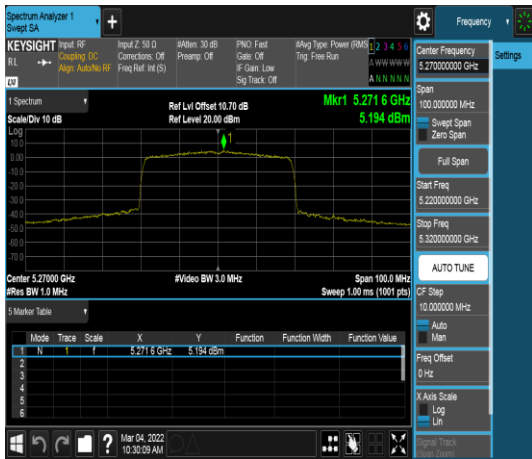 Spectrum Analyzer 1
Swept SA
Frequency
Settings
KEYSIGHT
RL
Input: RF
Coupling: DC
Align: Auto/No RF
Input Z: 50 Ω
Corrections: Off
Freq Ref: Int (S)
#Atten: 30 dB
Preamp: Off
PNO: Fast
Gate: Off
IF Gain: Low
Sig Track: Off
#Avg Type: Power (RMS
Trig: Free Run
1 2 3 4 5 6
A W W W W W
A N N N N N
LXI
1 Spectrum
Scale/Div 10 dB
Ref Lvl Offset 10.70 dB
Ref Level 20.00 dBm
Mkr1 5.271 6 GHz
5.194 dBm
Log
10.0
0.00
-10.0
-20.0
-30.0
-40.0
-50.0
-60.0
-70.0
1
Center 5.27000 GHz
#Res BW 1.0 MHz
#Video BW 3.0 MHz
Span 100.0 MHz
Sweep 1.00 ms (1001 pts)
5 Marker Table
Mode Trace Scale X Y Function Function Width Function Value
1 N 1 f 5.271 6 GHz 5.194 dBm
2
3
4
5
6
Mar 04, 2022
10:30:09 AM
Center Frequency
5.270000000 GHz
Span
100.000000 MHz
Swept Span
Zero Span
Full Span
Start Freq
5.220000000 GHz
Stop Freq
5.320000000 GHz
AUTO TUNE
CF Step
10.000000 MHz
Auto
Man
Freq Offset
0 Hz
X Axis Scale
Log
Lin
Signal Track
(Span Zoom)